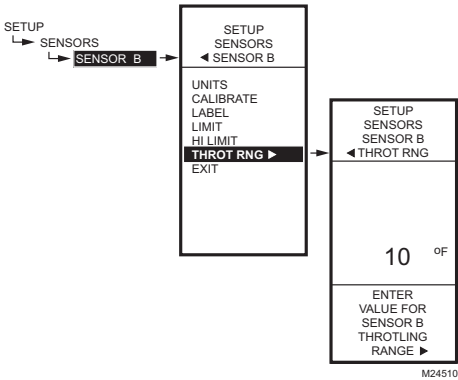 SETUP
SENSORS
SENSOR B
SETUP
SENSORS
◀ SENSOR B
UNITS
CALIBRATE
LABEL
LIMIT
HI LIMIT
THROT RNG ▶
EXIT
SETUP
SENSORS
SENSOR B
◀ THROT RNG
10 °F
ENTER
VALUE FOR
SENSOR B
THROTLING
RANGE ▶
M24510